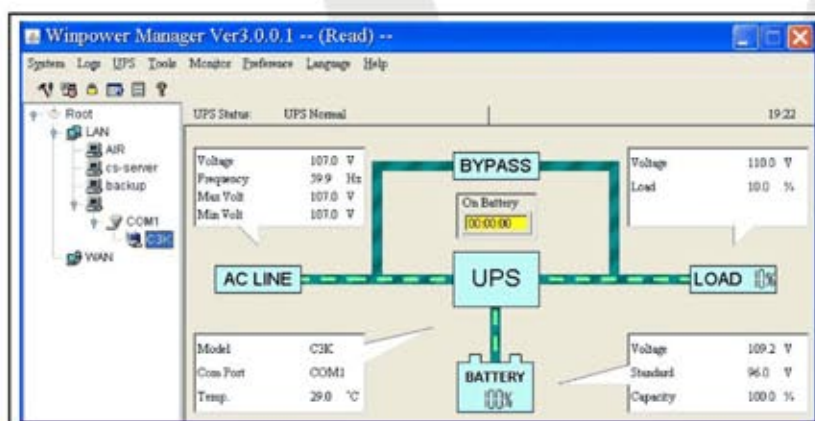 Winpower Manager Ver3.0.0.1 -- (Read) --
System Logs UPS Tools Monitor Preference Language Help
Root
LAN
AIR
cs-server
backup
COM1
C3K
WAN
UPS Status: UPS Normal 19:22
Voltage 107.0 V
Frequency 59.9 Hz
Max Volt 107.0 V
Min Volt 107.0 V
BYPASS
On Battery
00:00:00
Voltage 110.0 V
Load 10.0 %
AC LINE
UPS
LOAD 10%
Model C3K
Com Port COM1
Temp. 29.0 °C
BATTERY
100%
Voltage 109.2 V
Standard 96.0 V
Capacity 100.0 %